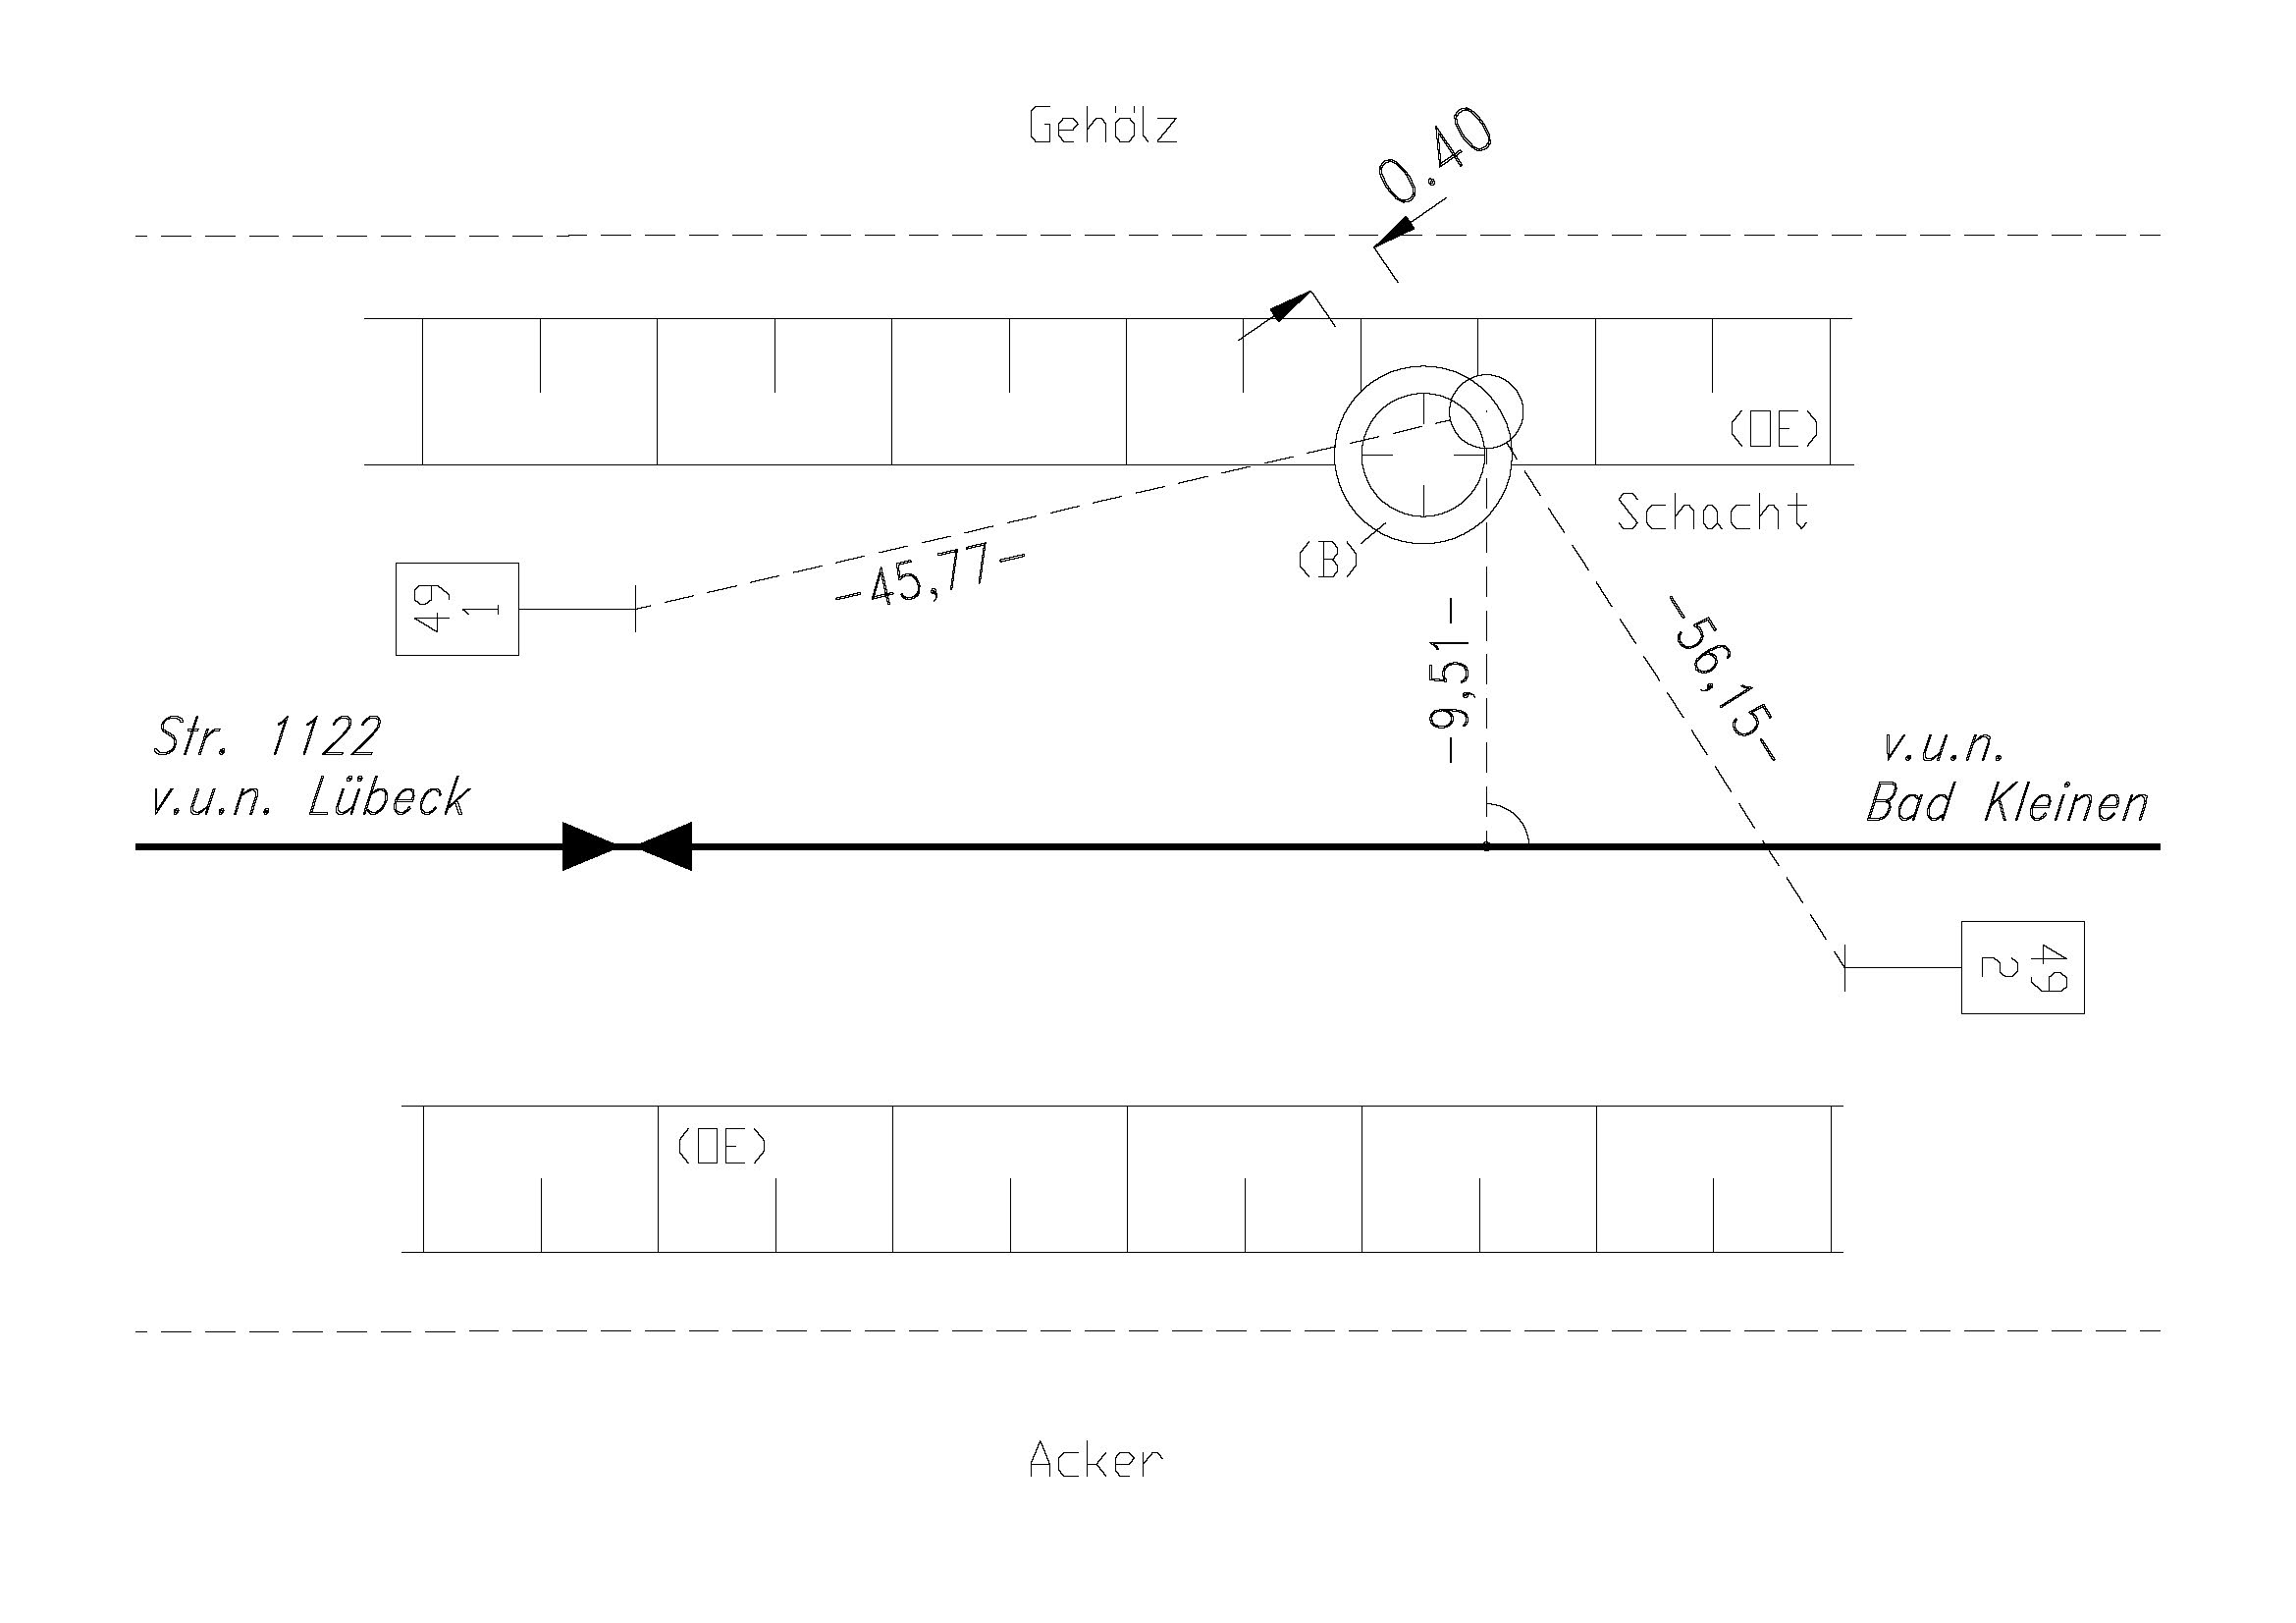 Gehölz
0.40
(OE)
Schacht
(B)
-45,77-
49
1
-9,51-
-56,15-
Str. 1122
v.u.n. Lübeck
v.u.n.
Bad Kleinen
49
2
(OE)
Acker